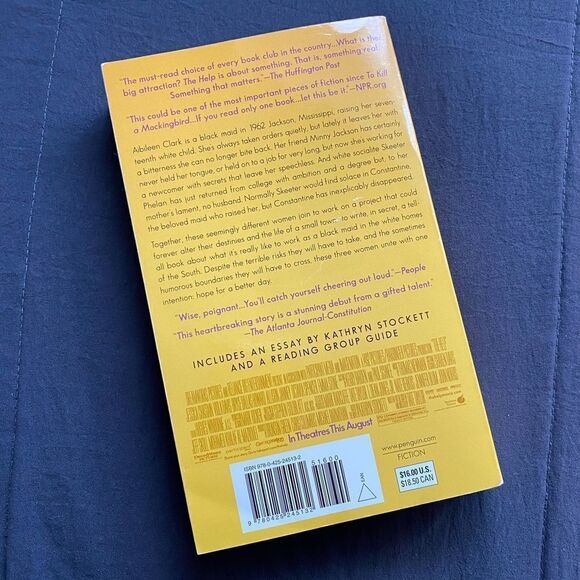 "The must-read choice of every book club in the country...What is the
big attraction? The Help is about something. That is, something real.
Something that matters."—The Huffington Post
"This could be one of the most important pieces of fiction since To Kill
a Mockingbird...If you read only one book...let this be it."—NPR.org
Aibileen Clark is a black maid in 1962 Jackson, Mississippi, raising her seven-
teenth white child. She always takes orders quietly, but lately it leaves her with
a bitterness she can no longer bite back. Her friend Minny Jackson has certainly
never held her tongue, or held on to a job for very long, but now she's working for
a newcomer with secrets that leave her speechless. And white socialite Skeeter
Phelan has just returned from college with ambition and a degree but, to her
mother's lament, no husband. Normally Skeeter would find solace in Constantine,
the beloved maid who raised her, but Constantine has inexplicably disappeared.
Together, these seemingly different women join to work on a project that could
forever alter their destinies and the life of a small town—to write, in secret, a tell-
all book about what it's really like to work as a black maid in the white homes
of the South. Despite the terrible risks they will have to take, and the sometimes
humorous boundaries they will have to cross, these three women unite with one
intention: hope for a better day.
"Wise, poignant...You'll catch yourself cheering out loud."—People
"This heartbreaking story is a stunning debut from a gifted talent."
—The Atlanta Journal-Constitution
INCLUDES AN ESSAY BY KATHRYN STOCKETT
AND A READING GROUP GUIDE
In Theatres This August
www.penguin.com
FICTION
$16.00 U.S.
$18.50 CAN
ISBN 978-0-425-24513-2
51600
EAN
9 780425 245132